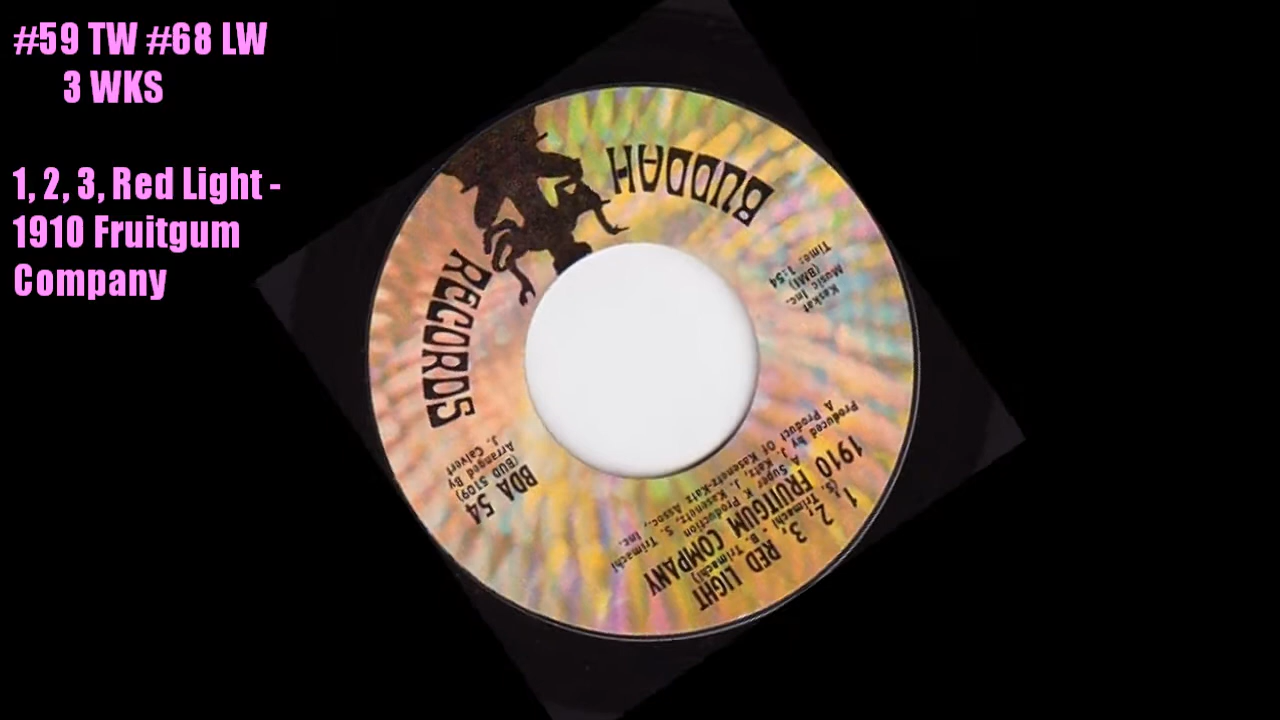 #59 TW #68 LW
3 WKS
1, 2, 3, Red Light -
1910 Fruitgum
Company
BUDDAH
RECORDS
Kaskat
Music Inc.
(BMI)
Time: 1:54
BDA 54
(BUD S109)
Arranged By
J. Calvert
1, 2, 3, RED LIGHT
(S. Trimachi - B. Trimachi)
1910 FRUITGUM COMPANY
A Super K Production
Produced by J. Katz, J. Kasenetz, S. Trimachi
A Product Of Kasenetz-Katz Assoc., Inc.